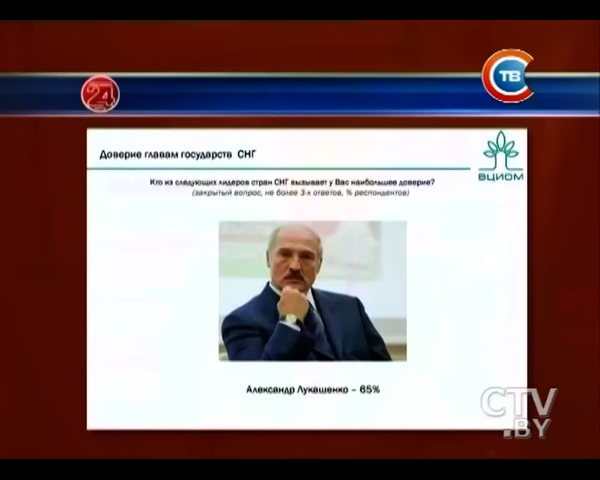 24
СТВ
Доверие главам государств СНГ
ВЦИОМ
Кто из следующих лидеров стран СНГ вызывает у Вас наибольшее доверие?
(закрытый вопрос, не более 3-х ответов, % респондентов)
Александр Лукашенко – 65%
CTV
.BY